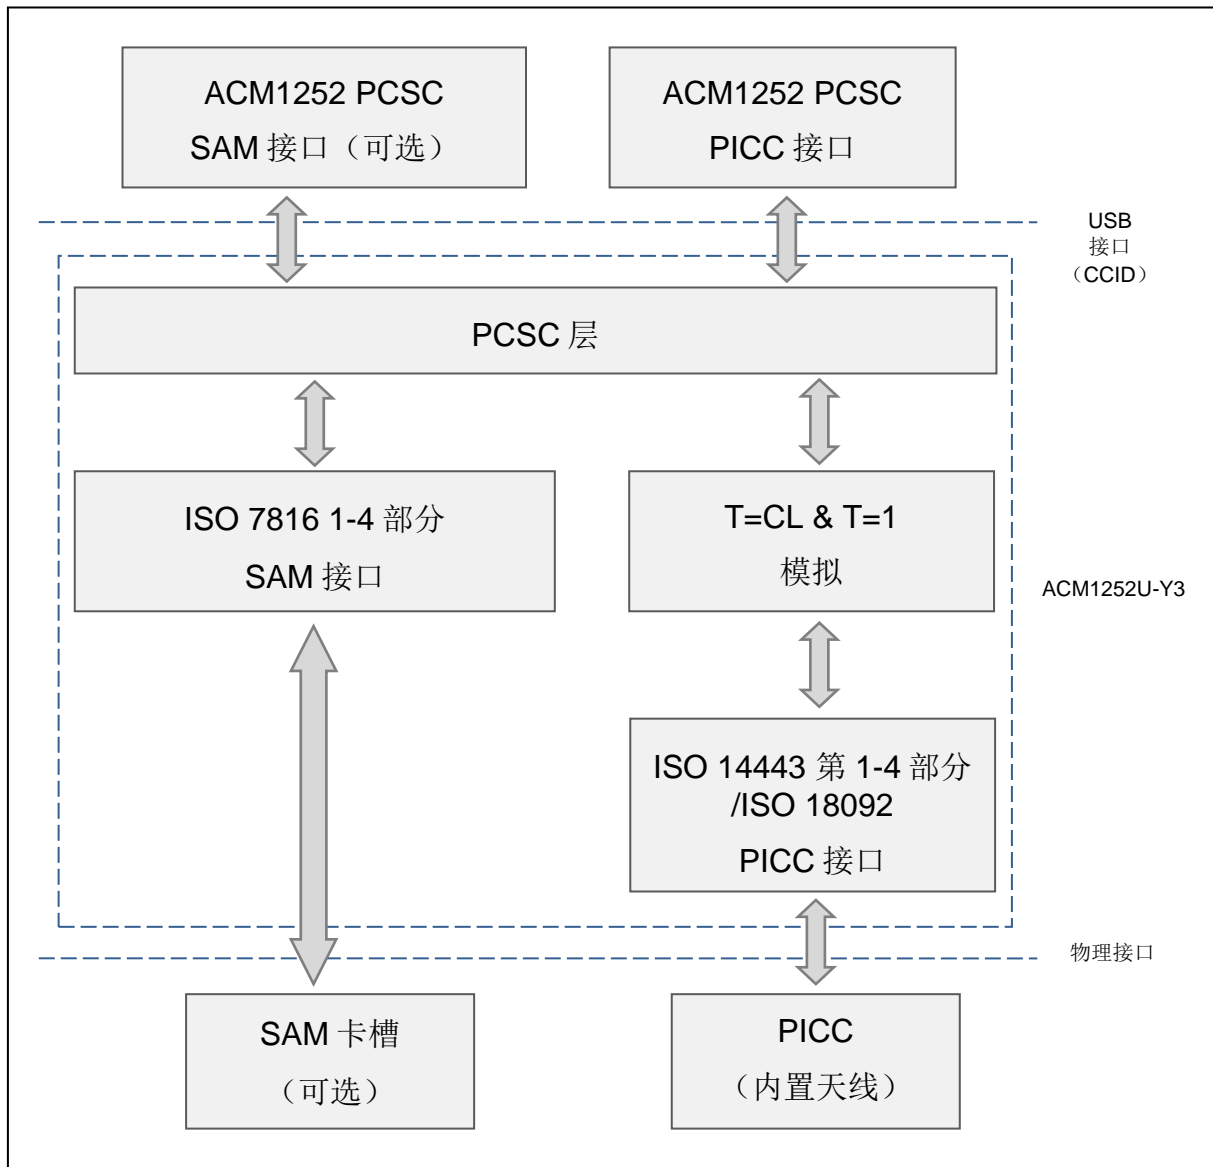 ACM1252 PCSC
SAM 接口（可选）
ACM1252 PCSC
PICC 接口
USB
接口
（CCID）
PCSC 层
ISO 7816 1-4 部分
SAM 接口
T=CL & T=1
模拟
ACM1252U-Y3
ISO 14443 第 1-4 部分
/ISO 18092
PICC 接口
物理接口
SAM 卡槽
（可选）
PICC
（内置天线）